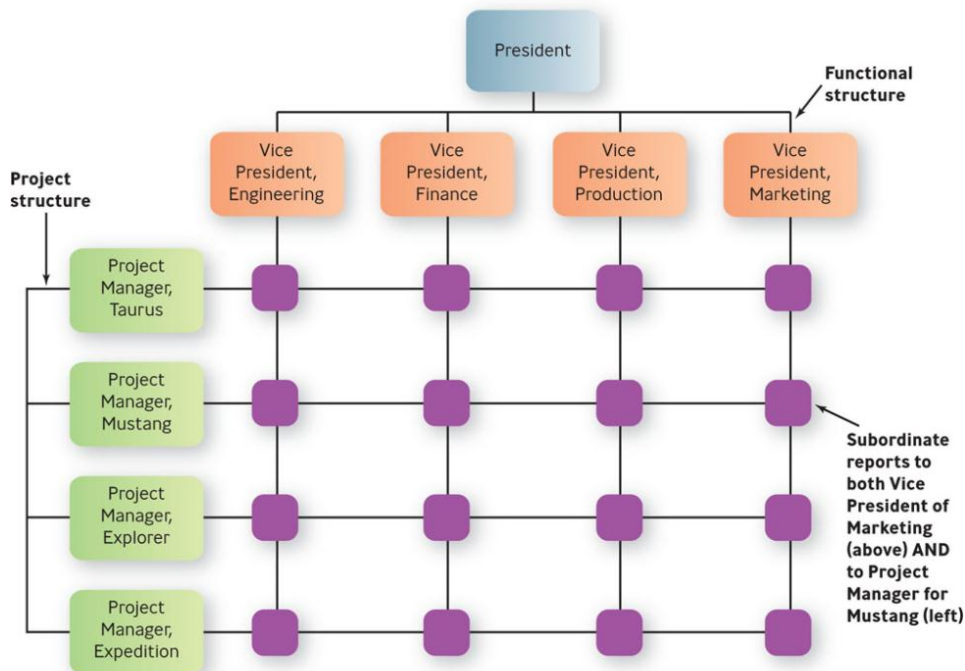 President
Functional
structure
Vice
President,
Engineering
Vice
President,
Finance
Vice
President,
Production
Vice
President,
Marketing
Project
structure
Project
Manager,
Taurus
Project
Manager,
Mustang
Subordinate
reports to
both Vice
President of
Marketing
(above) AND
to Project
Manager for
Mustang (left)
Project
Manager,
Explorer
Project
Manager,
Expedition